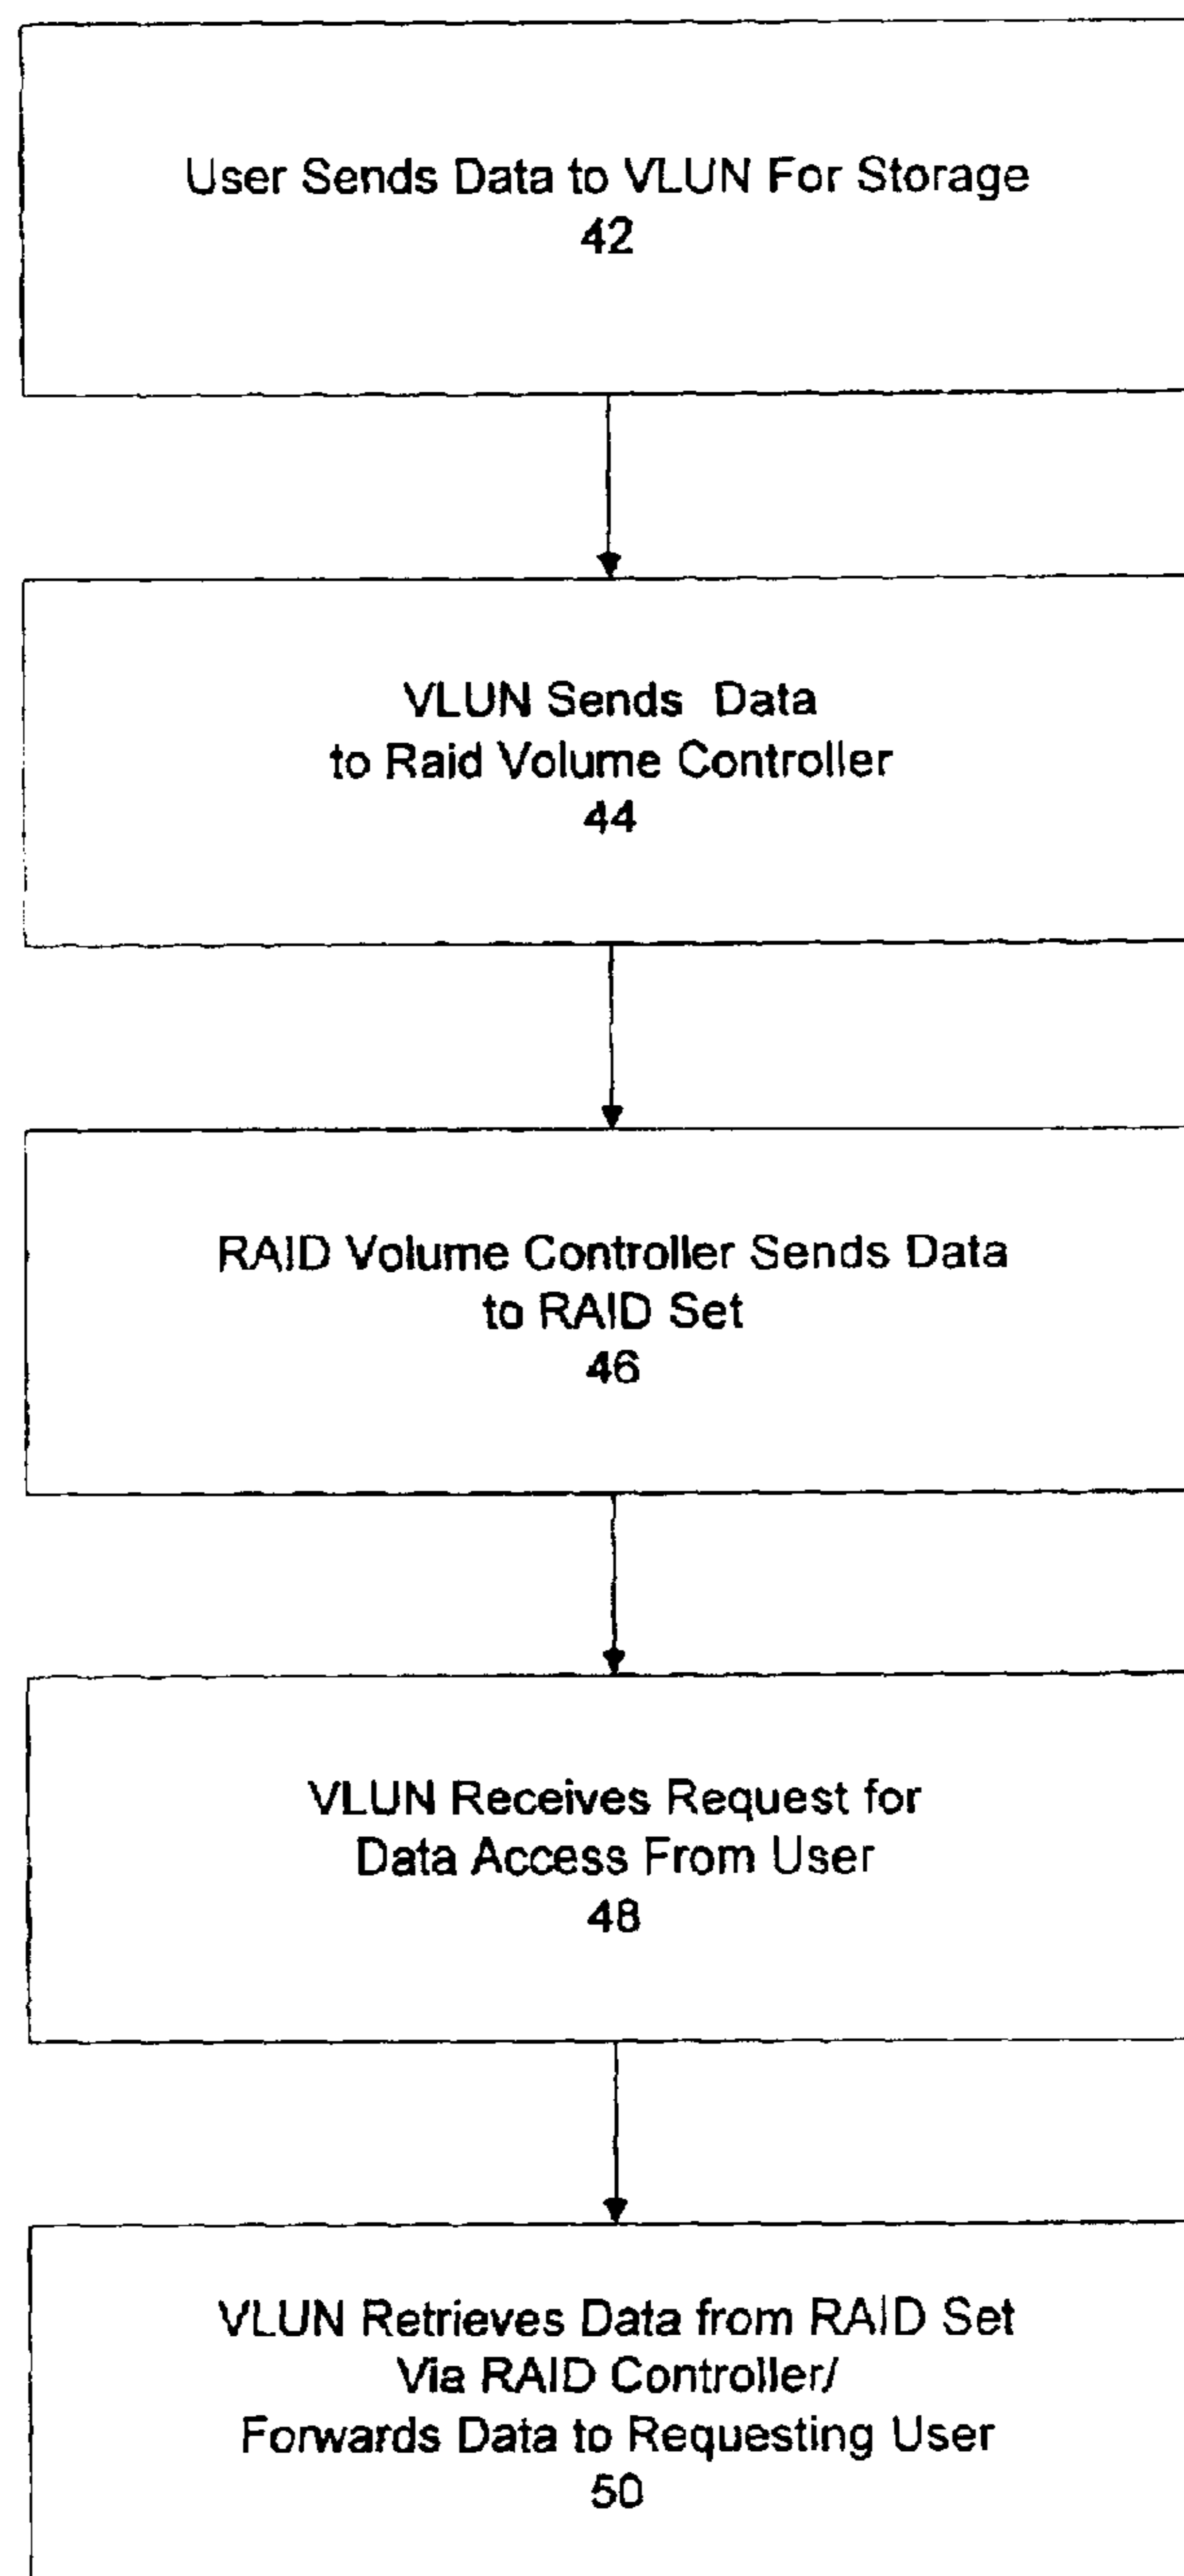 User Sends Data to VLUN For Storage
42
VLUN Sends Data
to Raid Volume Controller
44
RAID Volume Controller Sends Data
to RAID Set
46
VLUN Receives Request for
Data Access From User
48
VLUN Retrieves Data from RAID Set
Via RAID Controller/
Forwards Data to Requesting User
50